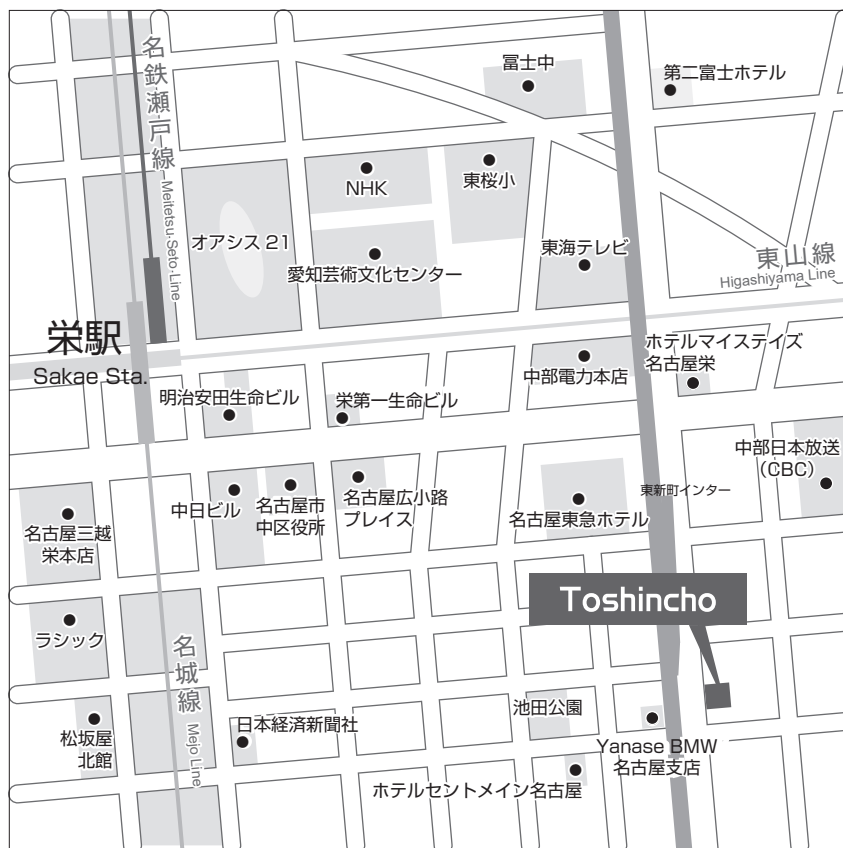 名鉄瀬戸線
Meitetsu-Seto-Line
冨士中
第二富士ホテル
NHK
東桜小
オアシス 21
愛知芸術文化センター
東海テレビ
東山線
Higashiyama Line
栄駅
Sakae Sta.
ホテルマイステイズ
名古屋栄
中部電力本店
明治安田生命ビル
栄第一生命ビル
中部日本放送
（CBC）
名古屋三越
栄本店
中日ビル
名古屋市
中区役所
名古屋広小路
プレイス
名古屋東急ホテル
東新町インター
Toshincho
ラシック
名城線
Mejo Line
松坂屋
北館
日本経済新聞社
池田公園
Yanase BMW
名古屋支店
ホテルセントメイン名古屋